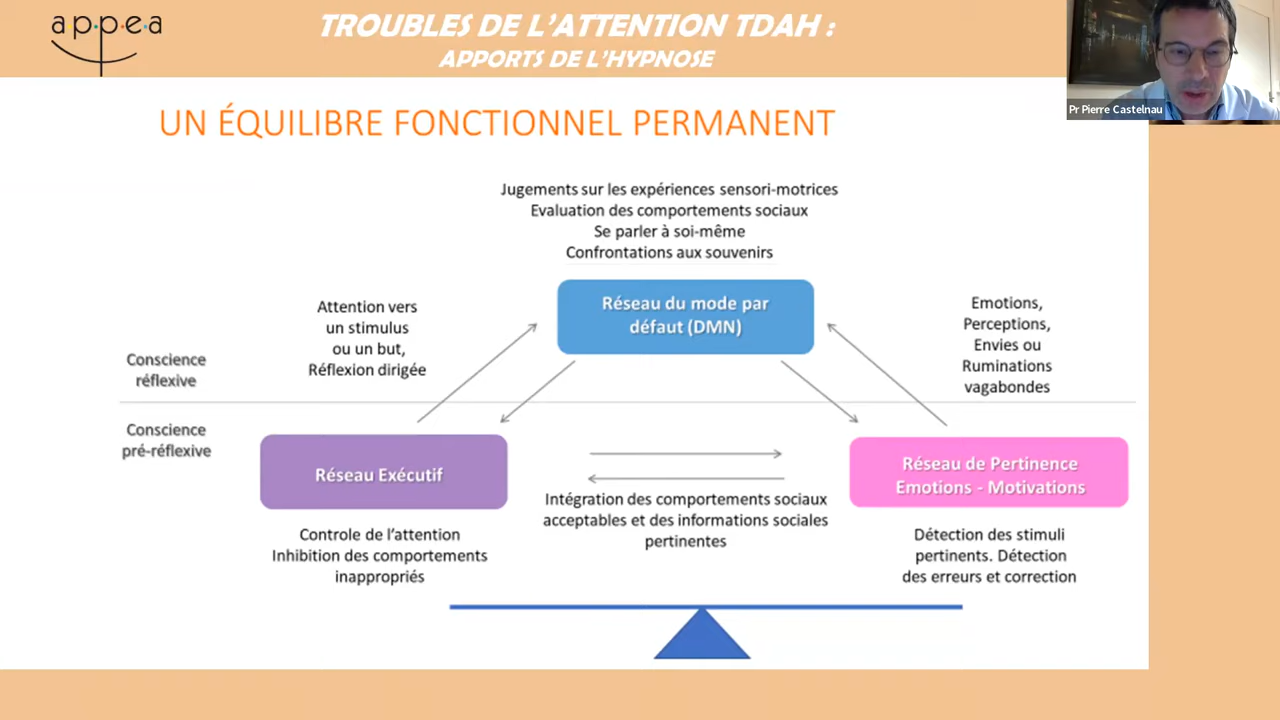 appea
TROUBLES DE L'ATTENTION TDAH :
APPORTS DE L'HYPNOSE
Pr Pierre Castelnau
UN ÉQUILIBRE FONCTIONNEL PERMANENT
Jugements sur les expériences sensori-motrices
Evaluation des comportements sociaux
Se parler à soi-même
Confrontations aux souvenirs
Réseau du mode par
défaut (DMN)
Attention vers
un stimulus
ou un but,
Réflexion dirigée
Emotions,
Perceptions,
Envies ou
Ruminations
vagabondes
Conscience
réflexive
Conscience
pré-réflexive
Réseau Exécutif
Réseau de Pertinence
Emotions - Motivations
Intégration des comportements sociaux
acceptables et des informations sociales
pertinentes
Controle de l'attention
Inhibition des comportements
inappropriés
Détection des stimuli
pertinents. Détection
des erreurs et correction